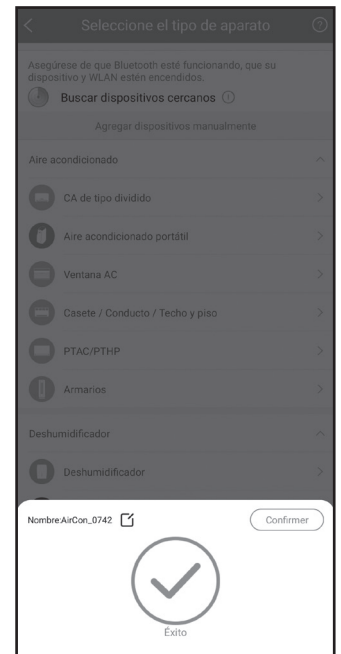 Seleccione el tipo de aparato
Asegúrese de que Bluetooth esté funcionando, que su
dispositivo y WLAN estén encendidos.
Buscar dispositivos cercanos
Agregar dispositivos manualmente
Aire acondicionado
CA de tipo dividido
Aire acondicionado portátil
Ventana AC
Casete / Conducto / Techo y piso
PTAC/PTHP
Armarios
Deshumidificador
Deshumidificador
Nombre:AirCon_0742
Confirmer
Éxito